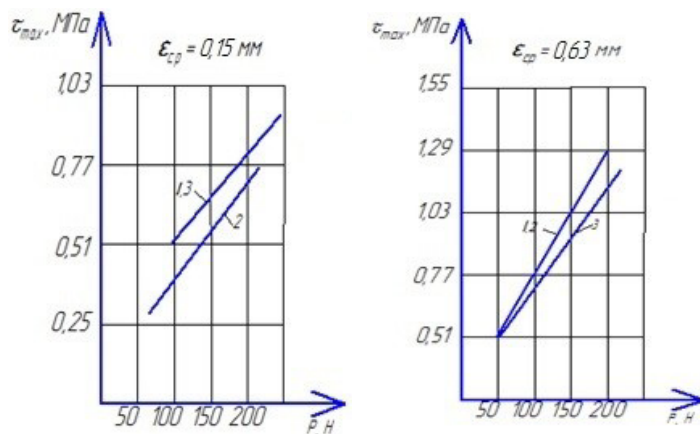 τmax, МПа
εср = 0,15 мм
1,03
0,77
0,51
0,25
1,3
2
50 100 150 200
Р, Н
τmax, МПа
εср = 0,63 мм
1,55
1,29
1,03
0,77
0,51
1,2
3
50 100 150 200
Р, Н